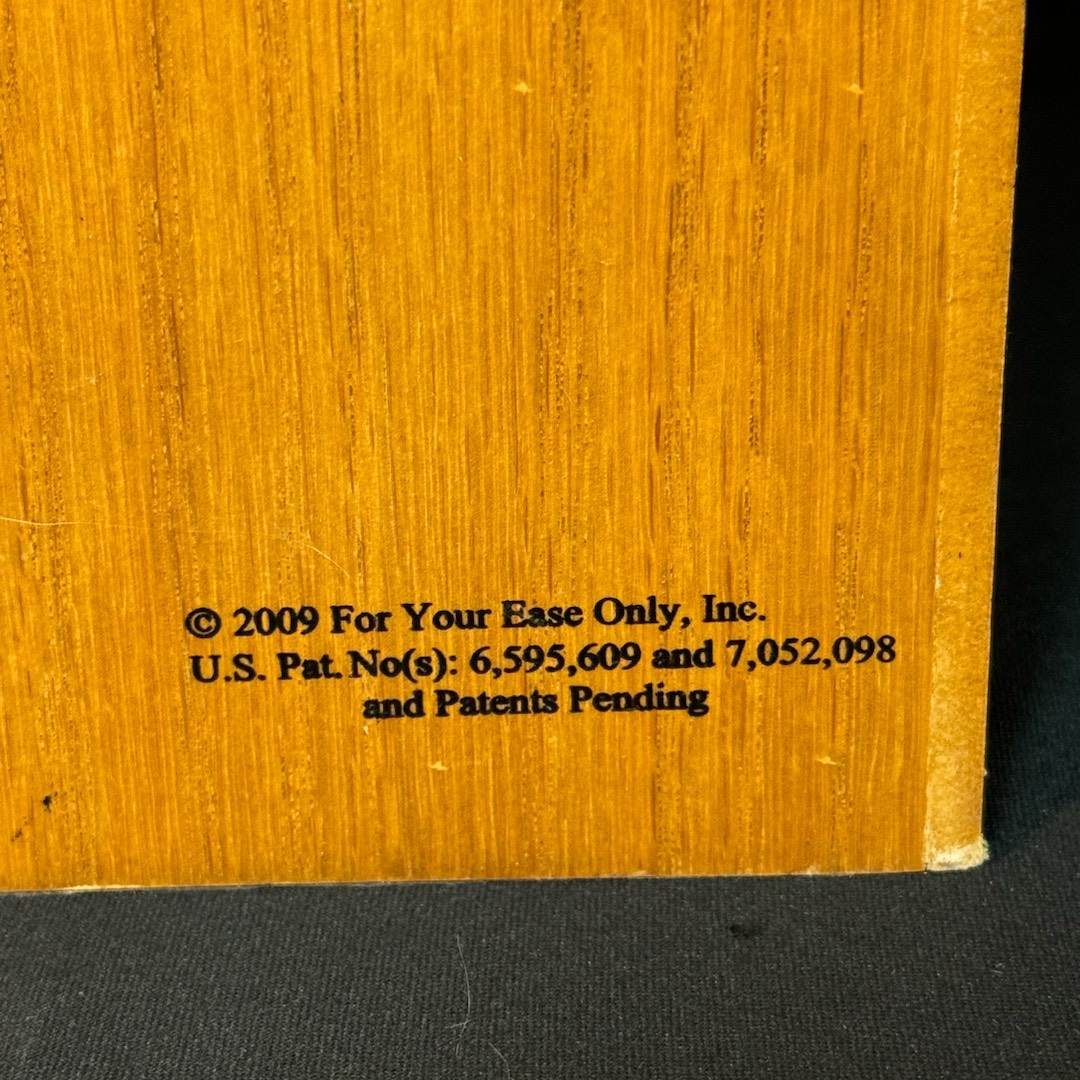 © 2009 For Your Ease Only, Inc.
U.S. Pat. No(s): 6,595,609 and 7,052,098
and Patents Pending